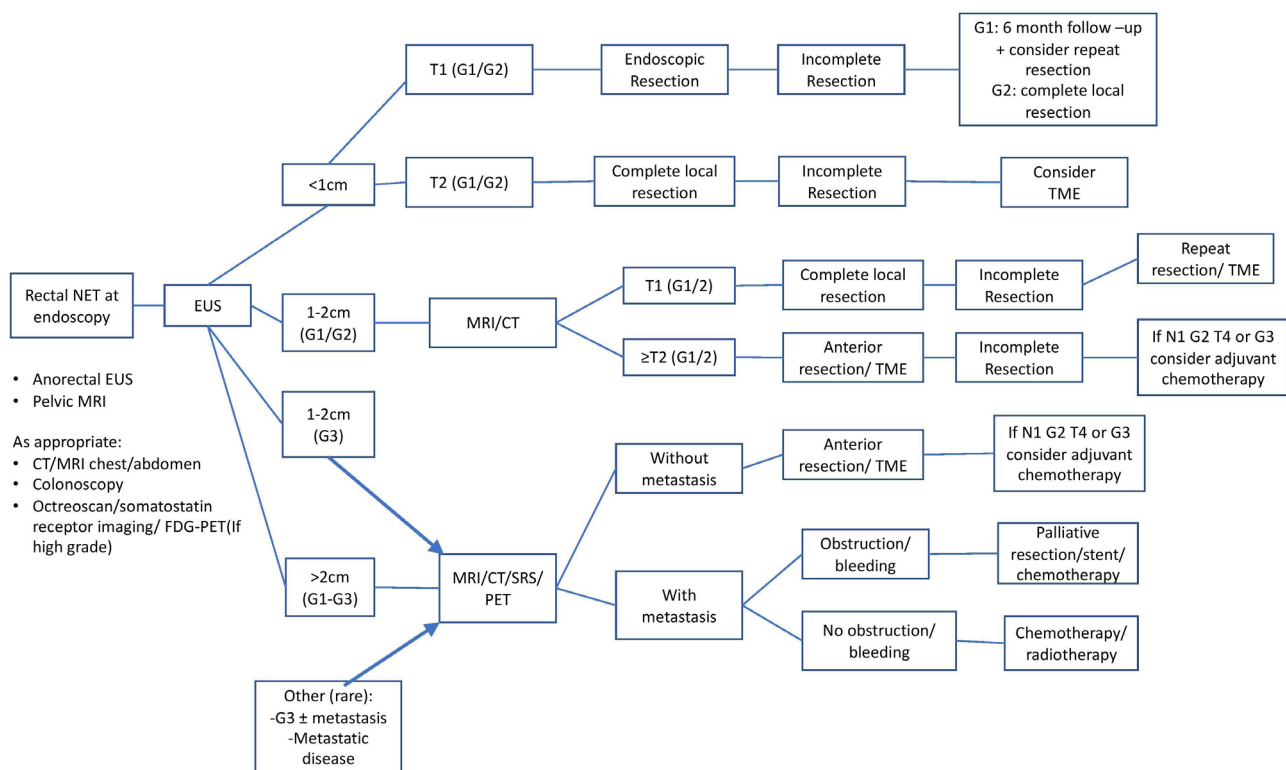 Rectal NET at
endoscopy
• Anorectal EUS
• Pelvic MRI
As appropriate:
• CT/MRI chest/abdomen
• Colonoscopy
• Octreoscan/somatostatin
receptor imaging/ FDG-PET(If
high grade)
EUS
<1cm
T1 (G1/G2)
Endoscopic
Resection
Incomplete
Resection
G1: 6 month follow –up
+ consider repeat
resection
G2: complete local
resection
T2 (G1/G2)
Complete local
resection
Incomplete
Resection
Consider
TME
1-2cm
(G1/G2)
MRI/CT
T1 (G1/2)
Complete local
resection
Incomplete
Resection
Repeat
resection/ TME
≥T2 (G1/2)
Anterior
resection/ TME
Incomplete
Resection
If N1 G2 T4 or G3
consider adjuvant
chemotherapy
1-2cm
(G3)
>2cm
(G1-G3)
Other (rare):
-G3 ± metastasis
-Metastatic
disease
MRI/CT/SRS/
PET
Without
metastasis
Anterior
resection/ TME
If N1 G2 T4 or G3
consider adjuvant
chemotherapy
With
metastasis
Obstruction/
bleeding
Palliative
resection/stent/
chemotherapy
No obstruction/
bleeding
Chemotherapy/
radiotherapy